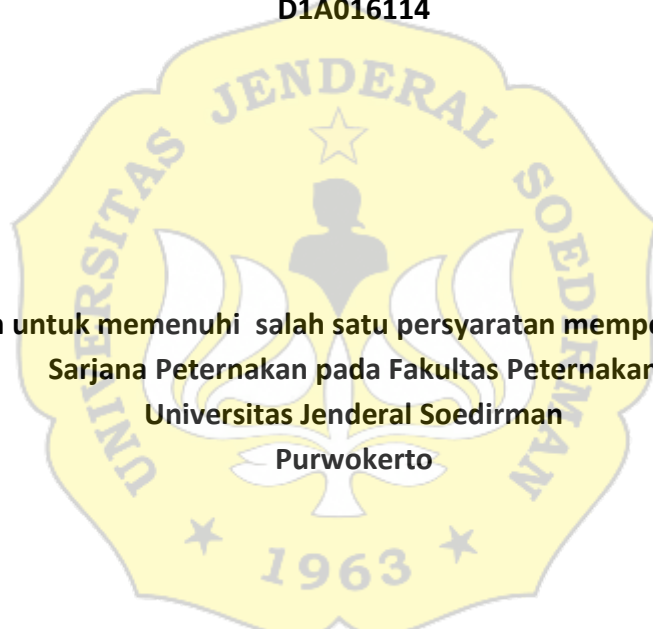 D1A016114
UNIVERSITAS JENDERAL SOEDIRMAN
untuk memenuhi salah satu persyaratan
Sarjana Peternakan pada Fakultas Peternakan
Universitas Jenderal Soedirman
Purwokerto
1963